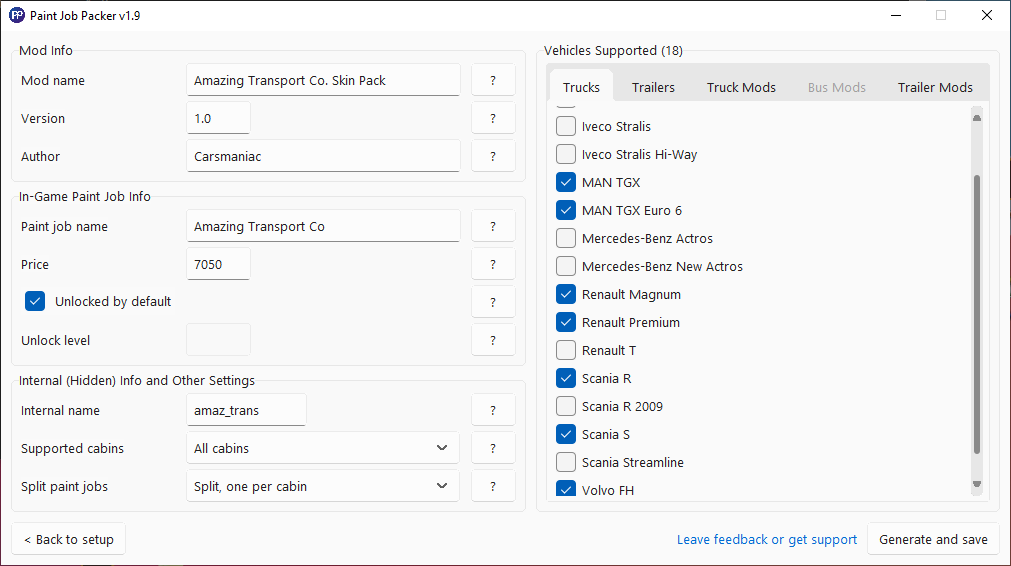 PP Paint Job Packer v1.9
Mod Info
Mod name Amazing Transport Co. Skin Pack ?
Version 1.0 ?
Author Carsmaniac ?
In-Game Paint Job Info
Paint job name Amazing Transport Co ?
Price 7050 ?
Unlocked by default ?
Unlock level ?
Internal (Hidden) Info and Other Settings
Internal name amaz_trans ?
Supported cabins All cabins ?
Split paint jobs Split, one per cabin ?
< Back to setup
Vehicles Supported (18)
Trucks Trailers Truck Mods Bus Mods Trailer Mods
Iveco Stralis
Iveco Stralis Hi-Way
MAN TGX
MAN TGX Euro 6
Mercedes-Benz Actros
Mercedes-Benz New Actros
Renault Magnum
Renault Premium
Renault T
Scania R
Scania R 2009
Scania S
Scania Streamline
Volvo FH
Leave feedback or get support Generate and save